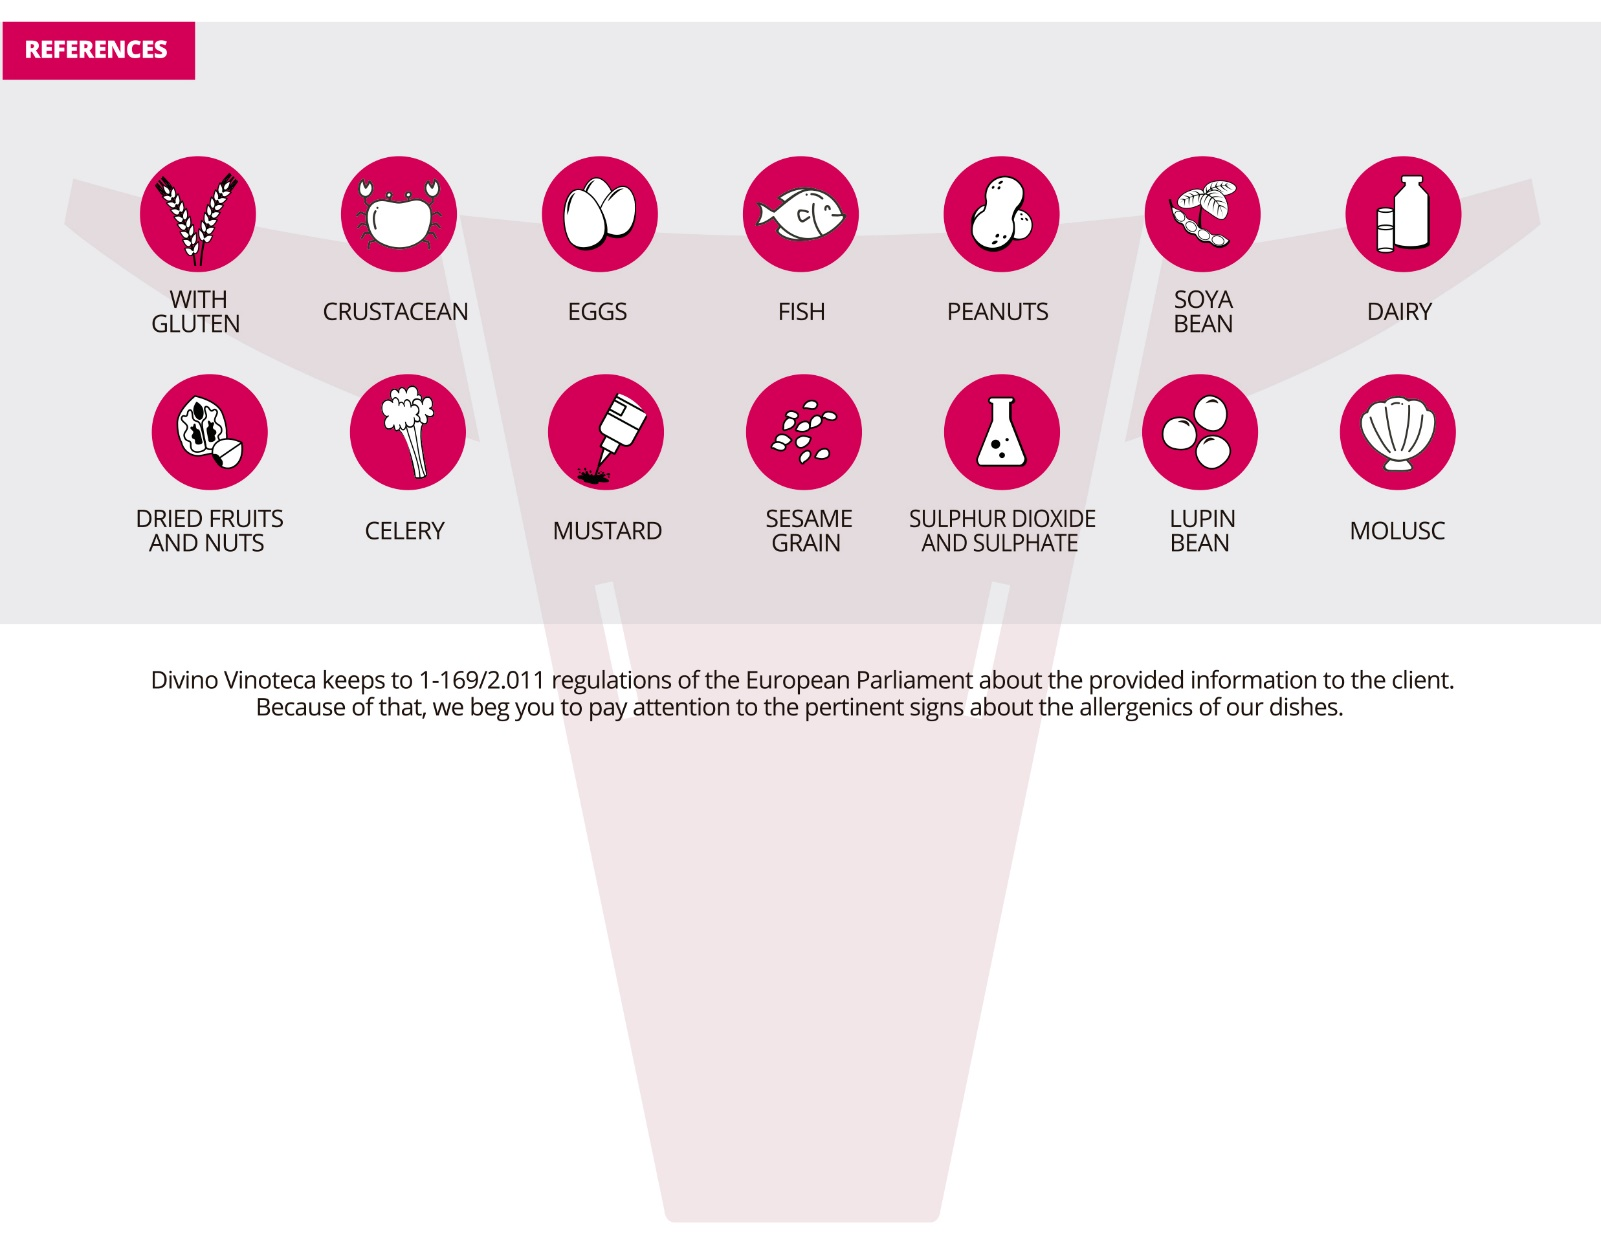 REFERENCES
WITH
GLUTEN
CRUSTACEAN
EGGS
FISH
PEANUTS
SOYA
BEAN
DAIRY
DRIED FRUITS
AND NUTS
CELERY
MUSTARD
SESAME
GRAIN
SULPHUR DIOXIDE
AND SULPHATE
LUPIN
BEAN
MOLUSC
Divino Vinoteca keeps to 1-169/2.011 regulations of the European Parliament about the provided information to the client.
Because of that, we beg you to pay attention to the pertinent signs about the allergenics of our dishes.